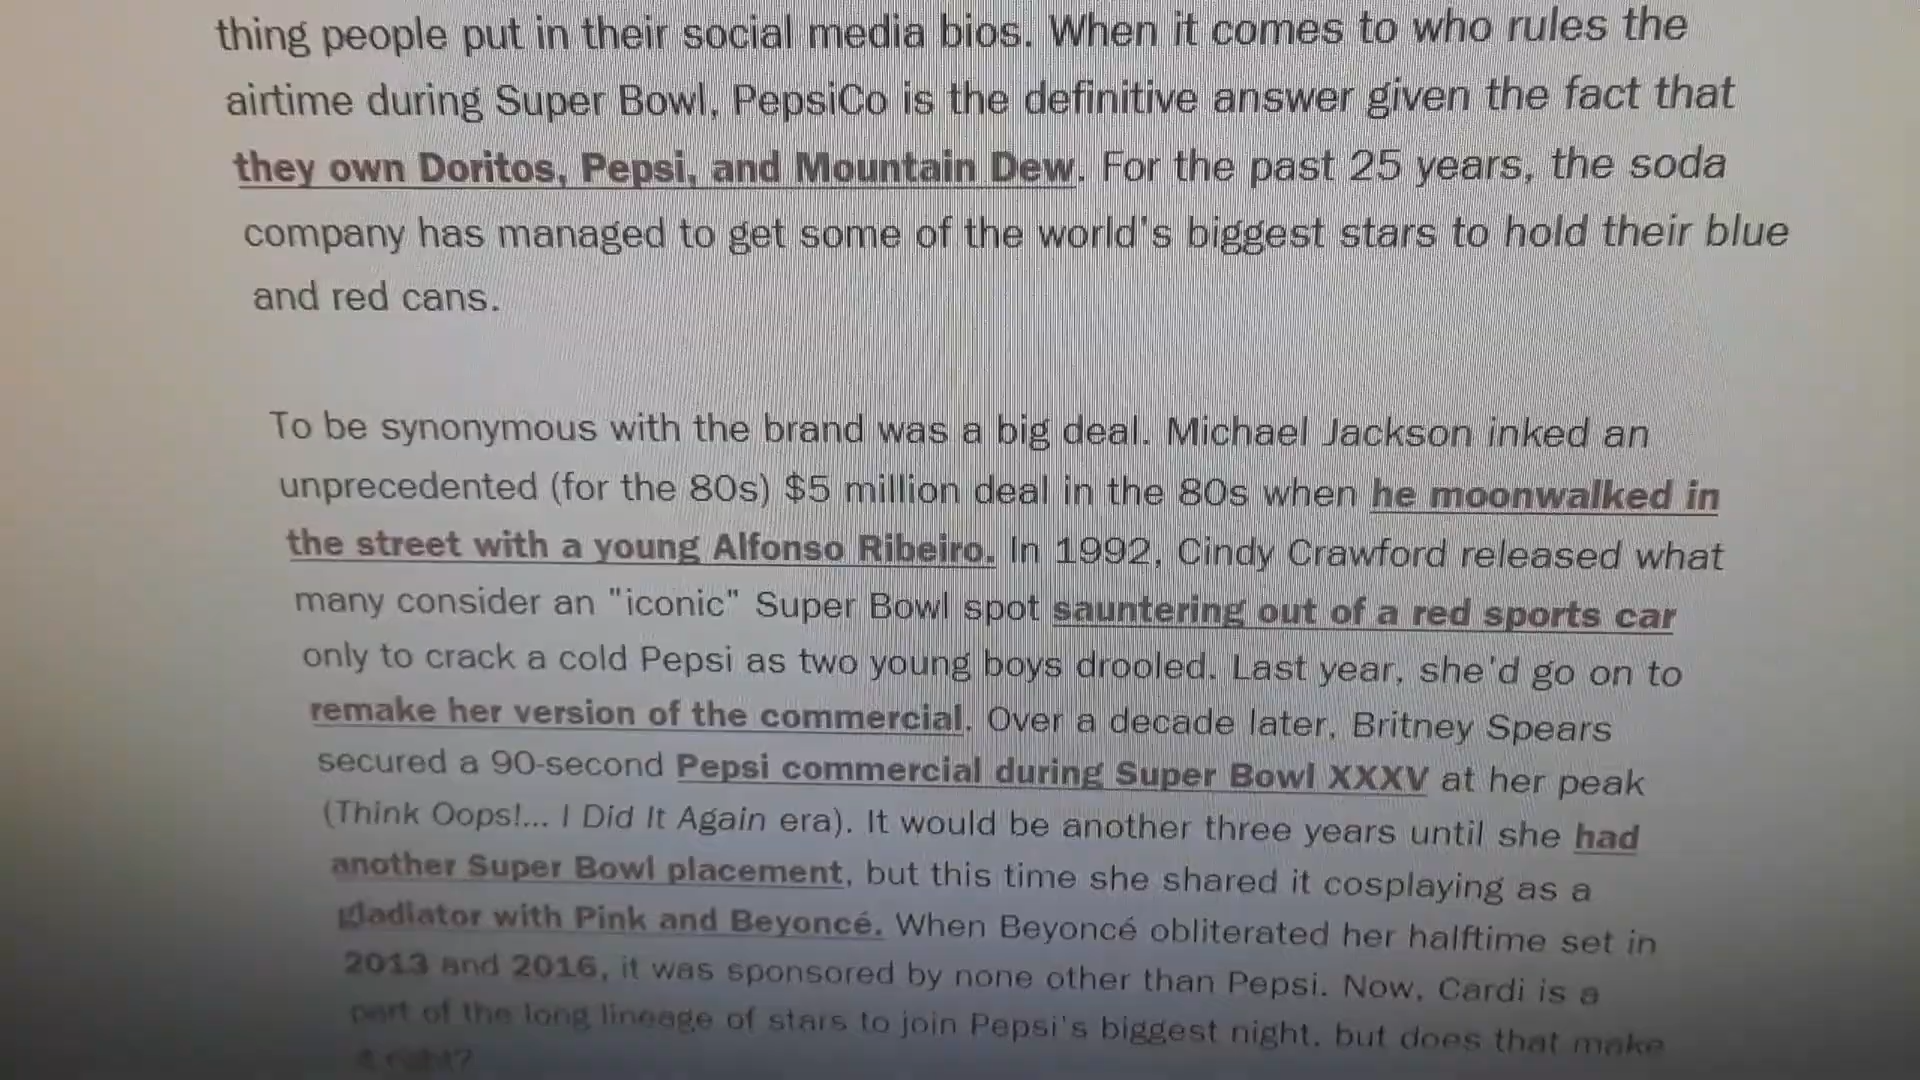 thing people put in their social media bios. When it comes to who rules the
airtime during Super Bowl, PepsiCo is the definitive answer given the fact that
they own Doritos, Pepsi, and Mountain Dew. For the past 25 years, the soda
company has managed to get some of the world's biggest stars to hold their blue
and red cans.
To be synonymous with the brand was a big deal. Michael Jackson inked an
unprecedented (for the 80s) $5 million deal in the 80s when he moonwalked in
the street with a young Alfonso Ribeiro. In 1992, Cindy Crawford released what
many consider an "iconic" Super Bowl spot sauntering out of a red sports car
only to crack a cold Pepsi as two young boys drooled. Last year, she'd go on to
remake her version of the commercial. Over a decade later, Britney Spears
secured a 90-second Pepsi commercial during Super Bowl XXXV at her peak
(Think Oops!... I Did It Again era). It would be another three years until she had
another Super Bowl placement, but this time she shared it cosplaying as a
gladiator with Pink and Beyoncé. When Beyoncé obliterated her halftime set in
2013 and 2016, it was sponsored by none other than Pepsi. Now, Cardi is a
part of the long lineage of stars to join Pepsi's biggest night, but does that make
it right?